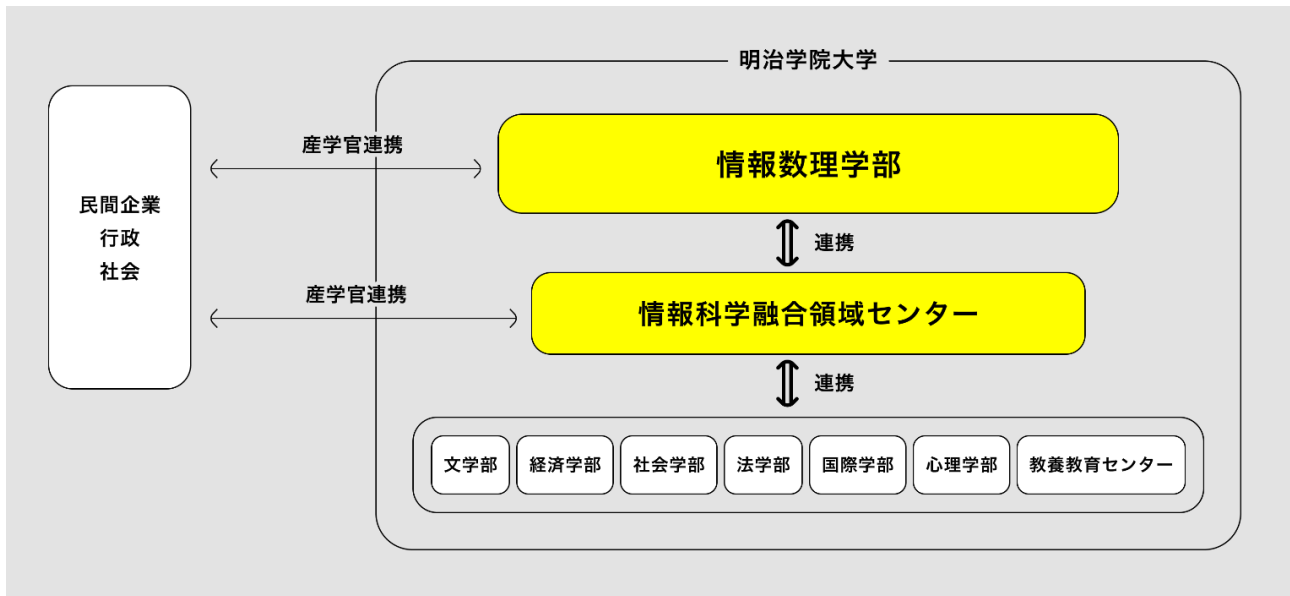 明治学院大学
民間企業
行政
社会
産学官連携
情報数理学部
連携
産学官連携
情報科学融合領域センター
連携
文学部
経済学部
社会学部
法学部
国際学部
心理学部
教養教育センター